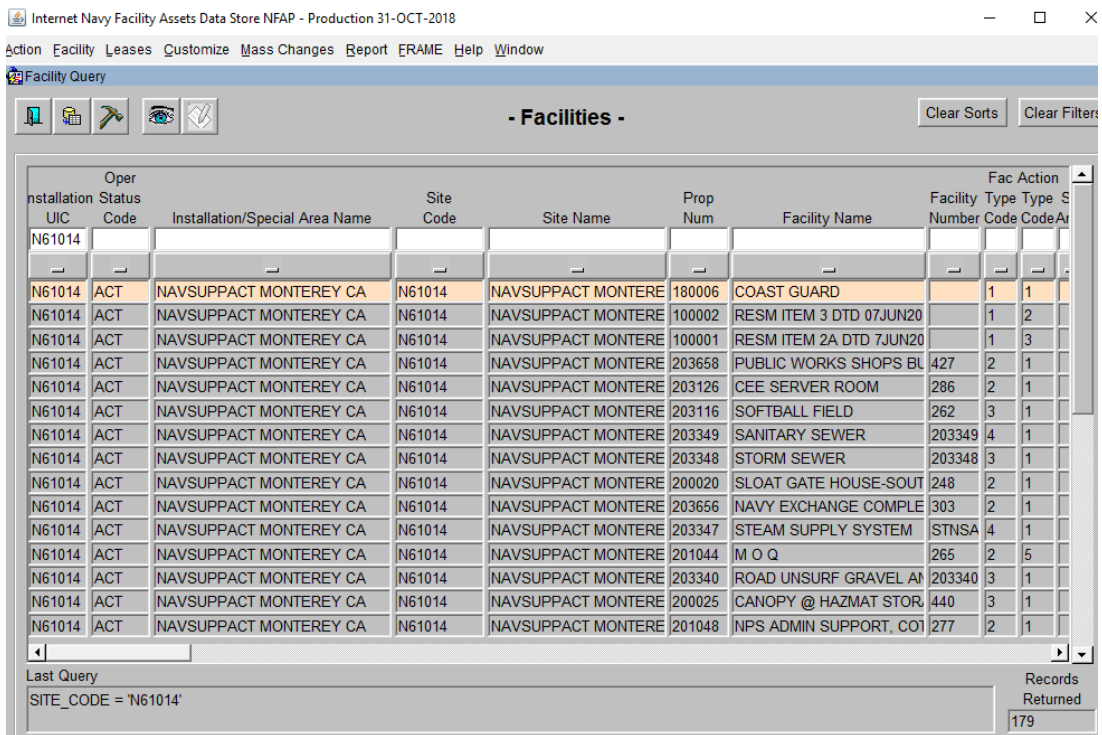 Internet Navy Facility Assets Data Store NFAP - Production 31-OCT-2018
Action Facility Leases Customize Mass Changes Report FRAME Help Window
Facility Query
- Facilities -
Clear Sorts Clear Filters
Oper Fac Action
nstallation Status Site Prop Facility Type Type S
UIC Code Installation/Special Area Name Code Site Name Num Facility Name Number Code Code Ar
N61014
N61014 ACT NAVSUPPACT MONTEREY CA N61014 NAVSUPPACT MONTERE 180006 COAST GUARD 1 1
N61014 ACT NAVSUPPACT MONTEREY CA N61014 NAVSUPPACT MONTERE 100002 RESM ITEM 3 DTD 07JUN20 1 2
N61014 ACT NAVSUPPACT MONTEREY CA N61014 NAVSUPPACT MONTERE 100001 RESM ITEM 2A DTD 7JUN20 1 3
N61014 ACT NAVSUPPACT MONTEREY CA N61014 NAVSUPPACT MONTERE 203658 PUBLIC WORKS SHOPS BU 427 2 1
N61014 ACT NAVSUPPACT MONTEREY CA N61014 NAVSUPPACT MONTERE 203126 CEE SERVER ROOM 286 2 1
N61014 ACT NAVSUPPACT MONTEREY CA N61014 NAVSUPPACT MONTERE 203116 SOFTBALL FIELD 262 3 1
N61014 ACT NAVSUPPACT MONTEREY CA N61014 NAVSUPPACT MONTERE 203349 SANITARY SEWER 203349 4 1
N61014 ACT NAVSUPPACT MONTEREY CA N61014 NAVSUPPACT MONTERE 203348 STORM SEWER 203348 3 1
N61014 ACT NAVSUPPACT MONTEREY CA N61014 NAVSUPPACT MONTERE 200020 SLOAT GATE HOUSE-SOUT 248 2 1
N61014 ACT NAVSUPPACT MONTEREY CA N61014 NAVSUPPACT MONTERE 203656 NAVY EXCHANGE COMPLE 303 2 1
N61014 ACT NAVSUPPACT MONTEREY CA N61014 NAVSUPPACT MONTERE 203347 STEAM SUPPLY SYSTEM STNSA 4 1
N61014 ACT NAVSUPPACT MONTEREY CA N61014 NAVSUPPACT MONTERE 201044 M O Q 265 2 5
N61014 ACT NAVSUPPACT MONTEREY CA N61014 NAVSUPPACT MONTERE 203340 ROAD UNSURF GRAVEL AN 203340 3 1
N61014 ACT NAVSUPPACT MONTEREY CA N61014 NAVSUPPACT MONTERE 200025 CANOPY @ HAZMAT STOR 440 3 1
N61014 ACT NAVSUPPACT MONTEREY CA N61014 NAVSUPPACT MONTERE 201048 NPS ADMIN SUPPORT, COT 277 2 1
Last Query Records
SITE_CODE = 'N61014' Returned
179